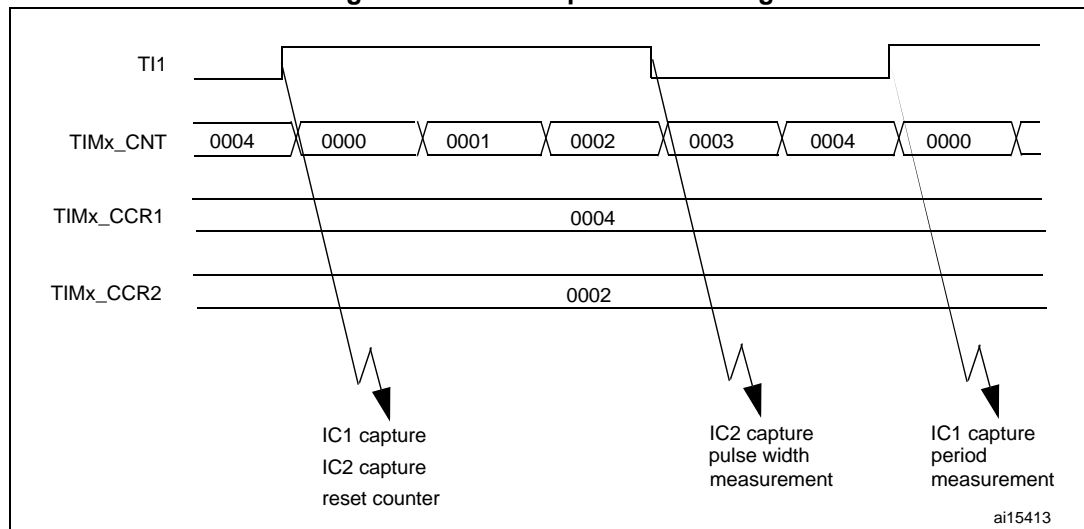 TI1
TIMx_CNT 0004 0000 0001 0002 0003 0004 0000
TIMx_CCR1 0004
TIMx_CCR2 0002
IC1 capture
IC2 capture
reset counter
IC2 capture
pulse width
measurement
IC1 capture
period
measurement
ai15413